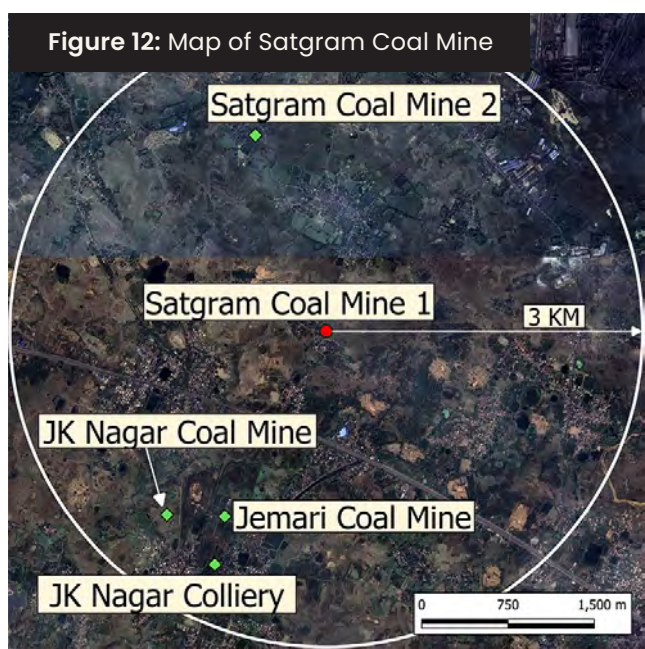 Figure 12: Map of Satgram Coal Mine
Satgram Coal Mine 2
Satgram Coal Mine 1
3 KM
JK Nagar Coal Mine
Jemari Coal Mine
JK Nagar Colliery
0 750 1,500 m